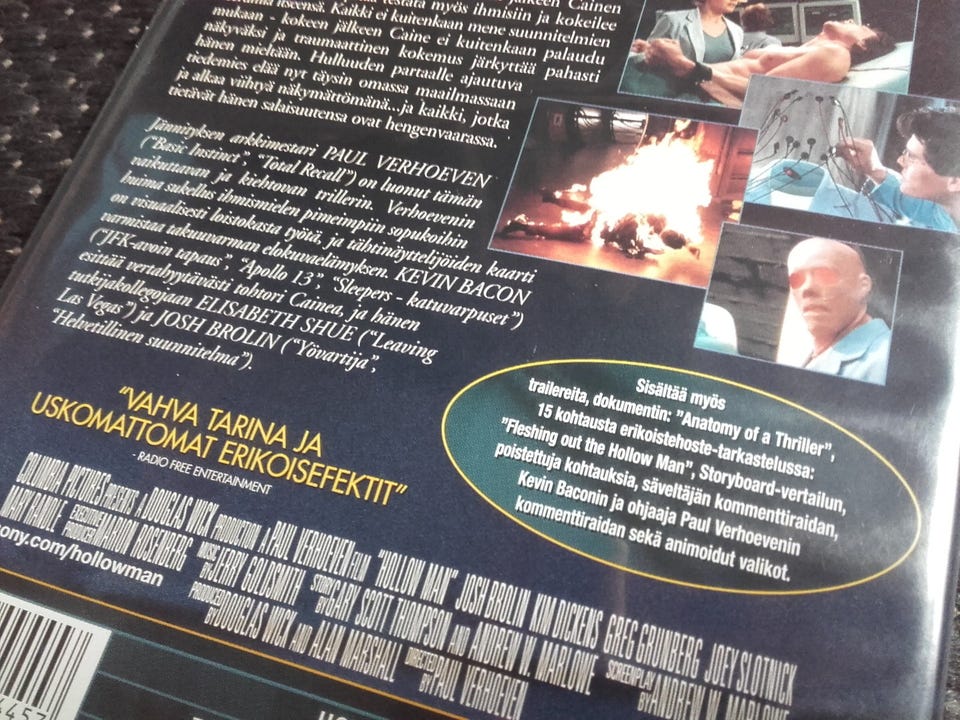 jälkeen Cainen
testata myös ihmisiin ja kokeilee
itseensä. Kaikki ei kuitenkaan mene suunnitelmien
mukaan - kokeen jälkeen Caine ei kuitenkaan palaudu
näkyväksi ja traumaattinen kokemus järkyttää pahasti
hänen mieltään. Hulluuden partaalle ajautuva
tiedemies elää nyt täysin omassa maailmassaan
ja alkaa viihtyä näkymättömänä...ja kaikki, jotka
tietävät hänen salaisuutensa ovat hengenvaarassa.
Jännityksen arkkimestari PAUL VERHOEVEN
("Basic Instinct", "Total Recall") on luonut tämän
naikuttavan ja kiehtovan trillerin. Verhoevenin
huima sukellus ihmismielen pimeimpiin sopukoihin
on visuaalisesti loistokasta työtä, ja tähtinäyttelijöiden kaarti
varmistaa takuuvarman elokuvaelämyksen. KEVIN BACON
("JFK-avoin tapaus", "Apollo 13", "Sleepers - katuvarpuset")
esittää vertahyytävästi tohtori Cainea, ja hänen
tutkijakollegojaan ELISABETH SHUE ("Leaving
Las Vegas") ja JOSH BROLIN ("Yövartija",
"Helvetillinen suunnitelma").
"VAHVA TARINA JA
USKOMATTOMAT ERIKOISEFEKTIT"
- RADIO FREE ENTERTAINMENT
Sisältää myös
trailereita, dokumentin: "Anatomy of a Thriller",
15 kohtausta erikoistehoste-tarkastelussa:
"Fleshing out the Hollow Man", Storyboard-vertailun,
poistettuja kohtauksia, säveltäjän kommenttiraidan,
Kevin Baconin ja ohjaaja Paul Verhoevenin
kommenttiraidan sekä animoidut valikot.
COLUMBIA PICTURES PRESENTS A DOUGLAS WICK PRODUCTION A PAUL VERHOEVEN FILM "HOLLOW MAN" JOSH BROLIN KIM DICKENS GREG GRUNBERG JOEY SLOTNICK
MARY RANDLE EXECUTIVE PRODUCER MARION ROSENBERG MUSIC BY JERRY GOLDSMITH STORY BY GARY SCOTT THOMPSON AND ANDREW W. MARLOWE SCREENPLAY BY ANDREW W. MARLOWE
PRODUCED BY DOUGLAS WICK AND ALAN MARSHALL DIRECTED BY PAUL VERHOEVEN
sony.com/hollowman